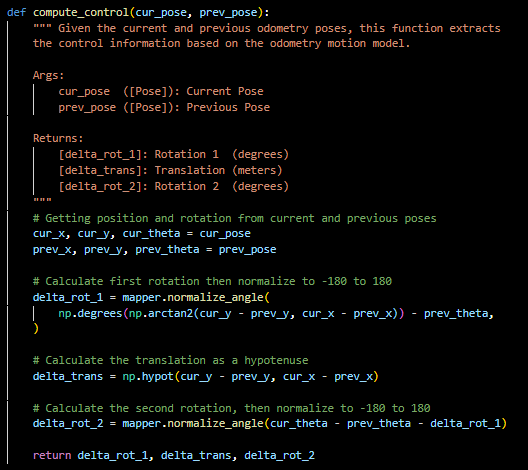 def compute_control(cur_pose, prev_pose):
    """ Given the current and previous odometry poses, this function extracts
    the control information based on the odometry motion model.

    Args:
        cur_pose  ([Pose]): Current Pose
        prev_pose ([Pose]): Previous Pose

    Returns:
        [delta_rot_1]: Rotation 1  (degrees)
        [delta_trans]: Translation (meters)
        [delta_rot_2]: Rotation 2  (degrees)
    """
    # Getting position and rotation from current and previous poses
    cur_x, cur_y, cur_theta = cur_pose
    prev_x, prev_y, prev_theta = prev_pose

    # Calculate first rotation then normalize to -180 to 180
    delta_rot_1 = mapper.normalize_angle(
        np.degrees(np.arctan2(cur_y - prev_y, cur_x - prev_x)) - prev_theta,
    )

    # Calculate the translation as a hypotenuse
    delta_trans = np.hypot(cur_y - prev_y, cur_x - prev_x)

    # Calculate the second rotation, then normalize to -180 to 180
    delta_rot_2 = mapper.normalize_angle(cur_theta - prev_theta - delta_rot_1)

    return delta_rot_1, delta_trans, delta_rot_2